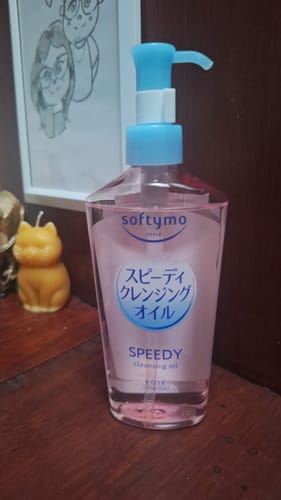 softymo
ソフティモ
スピーディ
クレンジング
オイル
SPEEDY
cleansing oil
KOSÉ